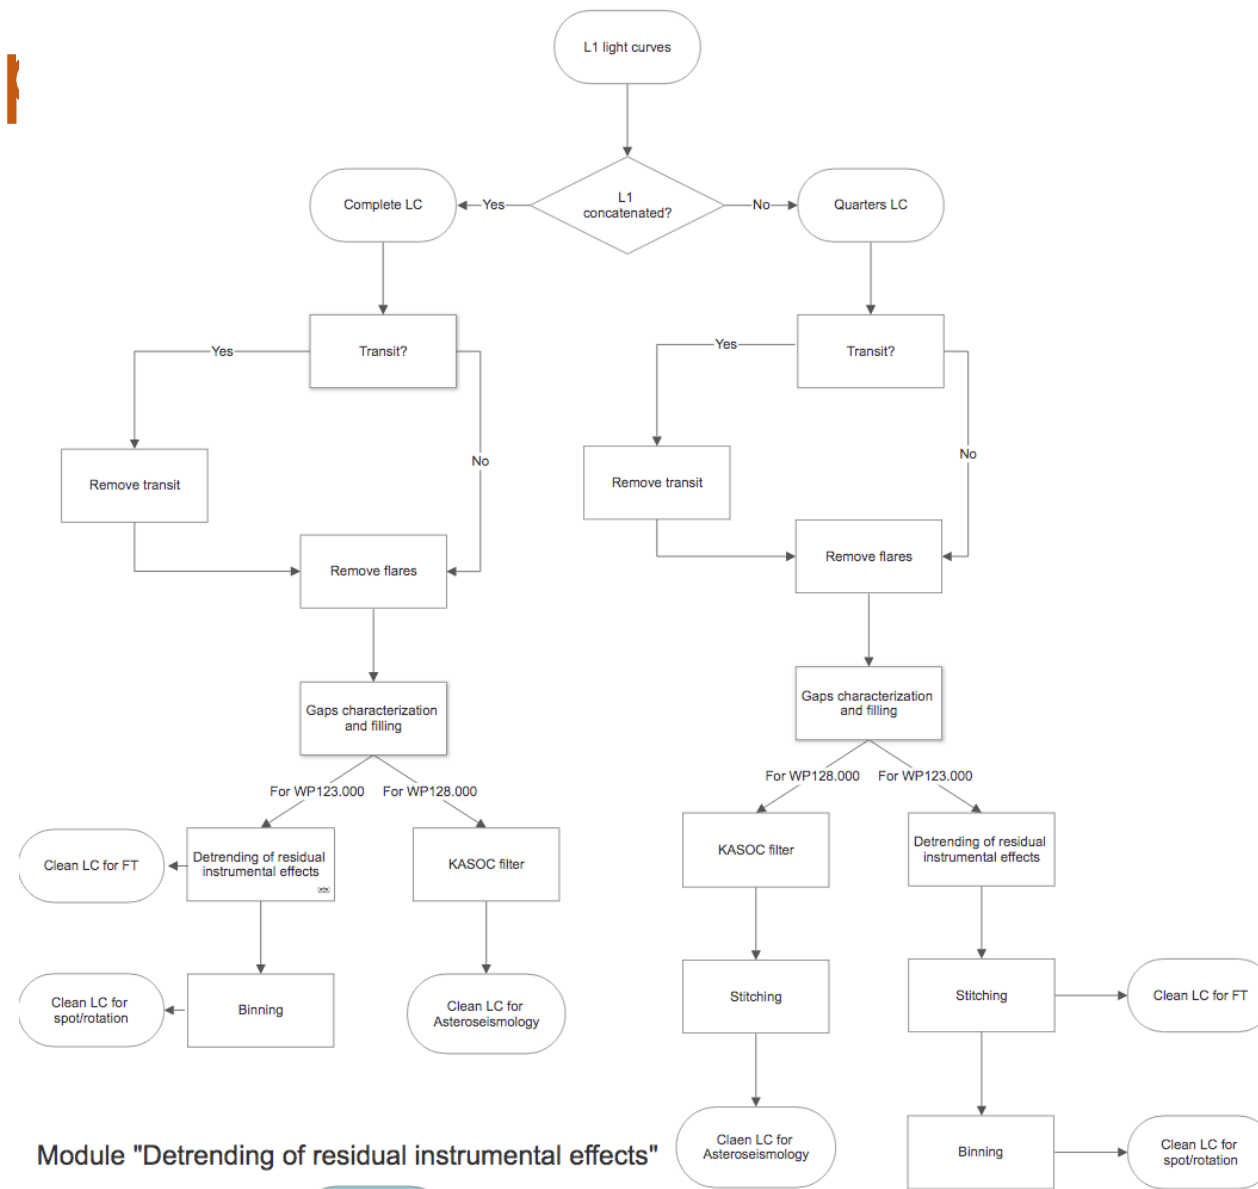 L1 light curves
L1
concatenated?
Yes
No
Complete LC
Quarters LC
Transit?
Yes
No
Remove transit
Remove flares
Gaps characterization
and filling
For WP123.000
For WP128.000
Clean LC for FT
Detrending of residual
instrumental effects
KASOC filter
Clean LC for
spot/rotation
Binning
Clean LC for
Asteroseismology
Transit?
Yes
No
Remove transit
Remove flares
Gaps characterization
and filling
For WP128.000
For WP123.000
KASOC filter
Detrending of residual
instrumental effects
Stitching
Stitching
Clean LC for FT
Claen LC for
Asteroseismology
Binning
Clean LC for
spot/rotation
Module "Detrending of residual instrumental effects"